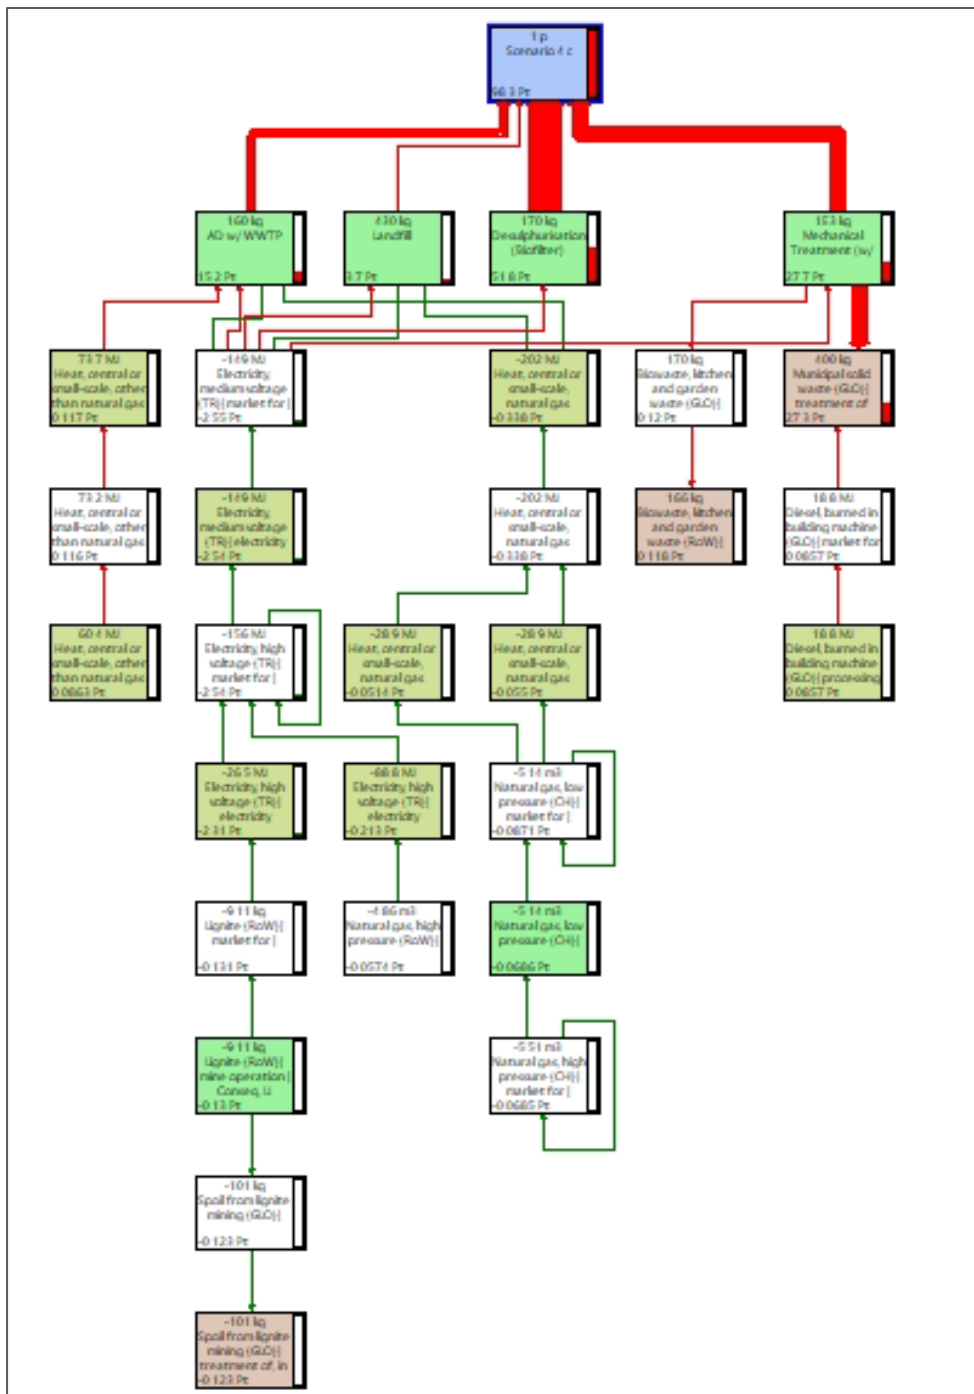 1 p
Scenario 4 c
98.3 Pt
160 kg
AD w/ WWTP
15.2 Pt
430 kg
Landfill
3.7 Pt
170 kg
Desulphurisation
(Biofilter)
51.8 Pt
153 kg
Mechanical
Treatment (w/
27.7 Pt
73.7 MJ
Heat, central or
small-scale, other
than natural gas
0.117 Pt
-149 MJ
Electricity,
medium voltage
{TR}| market for |
-2.55 Pt
-202 MJ
Heat, central or
small-scale,
natural gas
-0.338 Pt
170 kg
Biowaste, kitchen
and garden
waste {GLO}|
0.12 Pt
400 kg
Municipal solid
waste {GLO}|
treatment of
27.3 Pt
73.2 MJ
Heat, central or
small-scale, other
than natural gas
0.116 Pt
-149 MJ
Electricity,
medium voltage
{TR}| electricity
-2.54 Pt
-202 MJ
Heat, central or
small-scale,
natural gas
-0.338 Pt
166 kg
Biowaste, kitchen
and garden
waste {RoW}|
0.118 Pt
18.8 MJ
Diesel, burned in
building machine
{GLO}| market for
0.0857 Pt
60.4 MJ
Heat, central or
small-scale, other
than natural gas
0.0863 Pt
-156 MJ
Electricity, high
voltage {TR}|
market for |
-2.54 Pt
-28.9 MJ
Heat, central or
small-scale,
natural gas
-0.0514 Pt
-28.9 MJ
Heat, central or
small-scale,
natural gas
-0.055 Pt
18.8 MJ
Diesel, burned in
building machine
{GLO}| processing
0.0857 Pt
-26.5 MJ
Electricity, high
voltage {TR}|
electricity
-2.31 Pt
-88.8 MJ
Electricity, high
voltage {TR}|
electricity
-0.213 Pt
-5.14 m3
Natural gas, low
pressure {CH}|
market for |
-0.0871 Pt
-9.11 kg
Lignite {RoW}|
market for |
-0.131 Pt
-4.86 m3
Natural gas, high
pressure {RoW}|
-0.0574 Pt
-5.14 m3
Natural gas, low
pressure {CH}|
-0.0686 Pt
-9.11 kg
Lignite {RoW}|
mine operation |
Conseq, U
-0.13 Pt
-5.51 m3
Natural gas, high
pressure {CH}|
market for |
-0.0685 Pt
-101 kg
Spoil from lignite
mining {GLO}|
-0.123 Pt
-101 kg
Spoil from lignite
mining {GLO}|
treatment of, in
-0.123 Pt